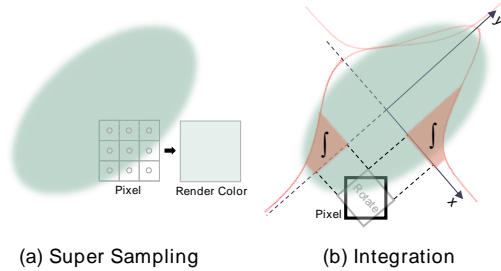 y
∫
∫
Pixel
Render Color
Rotate
x
Pixel
(a) Super Sampling
(b) Integration